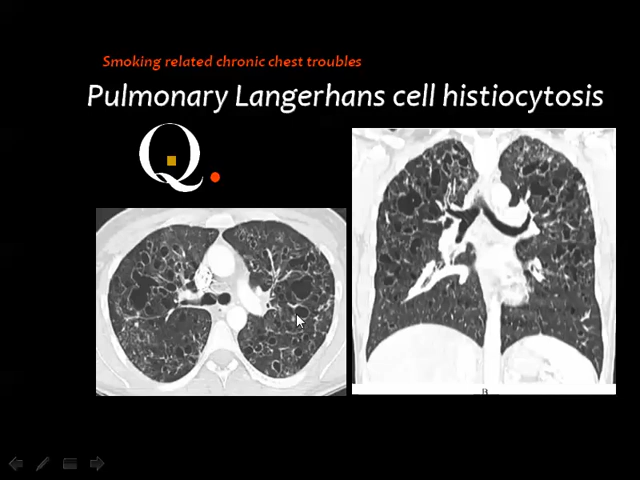 Smoking related chronic chest troubles
Pulmonary Langerhans cell histiocytosis
Q.
B